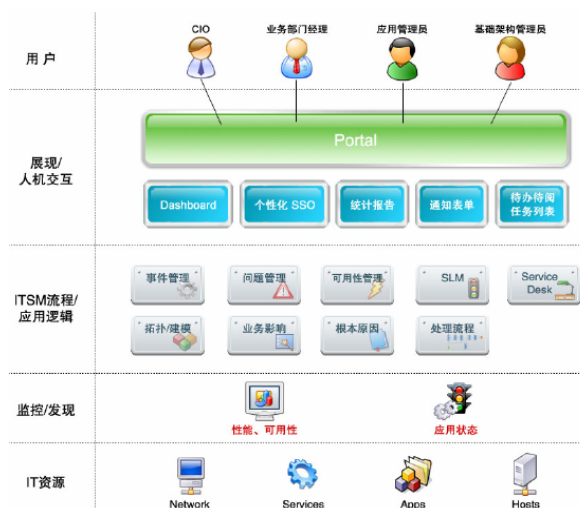 CIO
业务部门经理
应用管理员
基础架构管理员
用 户
Portal
展现/
人机交互
Dashboard
个性化 SSO
统计报告
通知表单
待办待阅
任务列表
事件管理
问题管理
可用性管理
SLM
Service
Desk
ITSM流程/
应用逻辑
拓扑/建模
业务影响
根本原因
处理流程
监控/发现
性能、可用性
应用状态
IT资源
Network
Services
Apps
Hosts